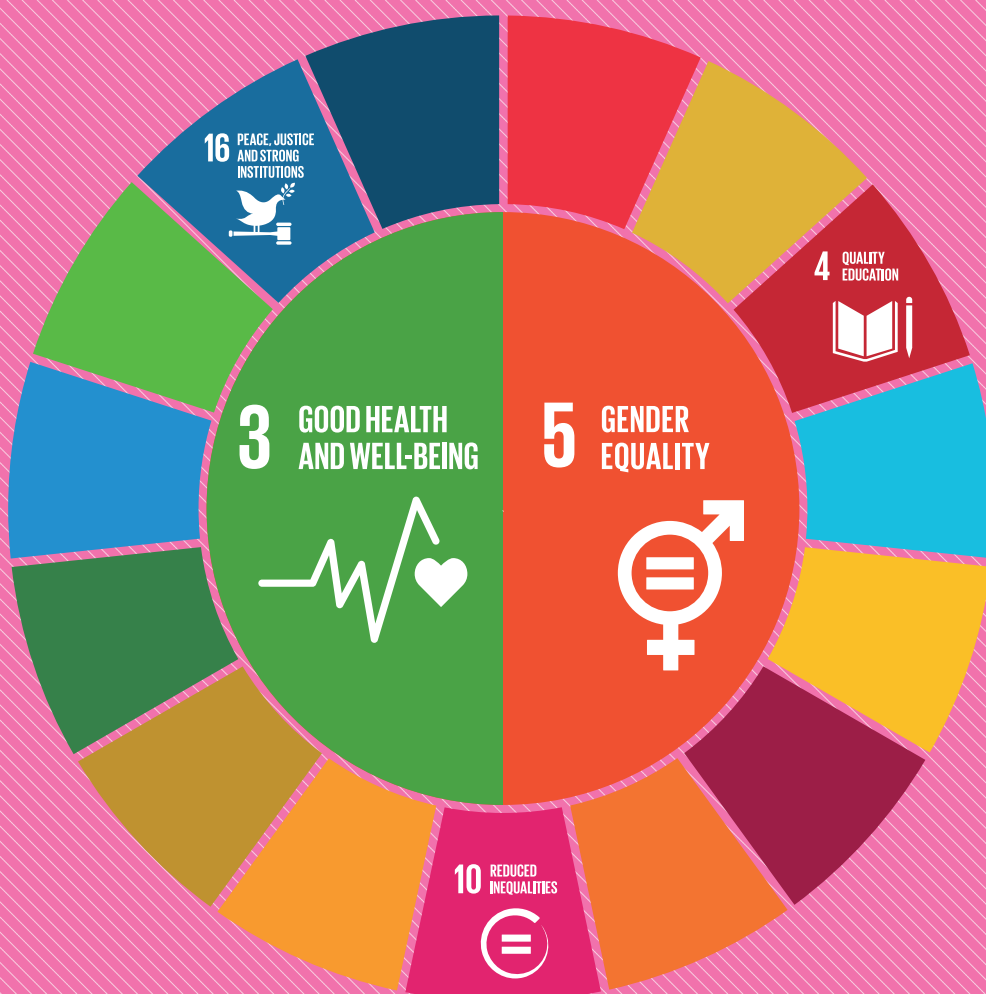 16 PEACE, JUSTICE
AND STRONG
INSTITUTIONS
4 QUALITY
EDUCATION
3 GOOD HEALTH
AND WELL-BEING
5 GENDER
EQUALITY
10 REDUCED
INEQUALITIES